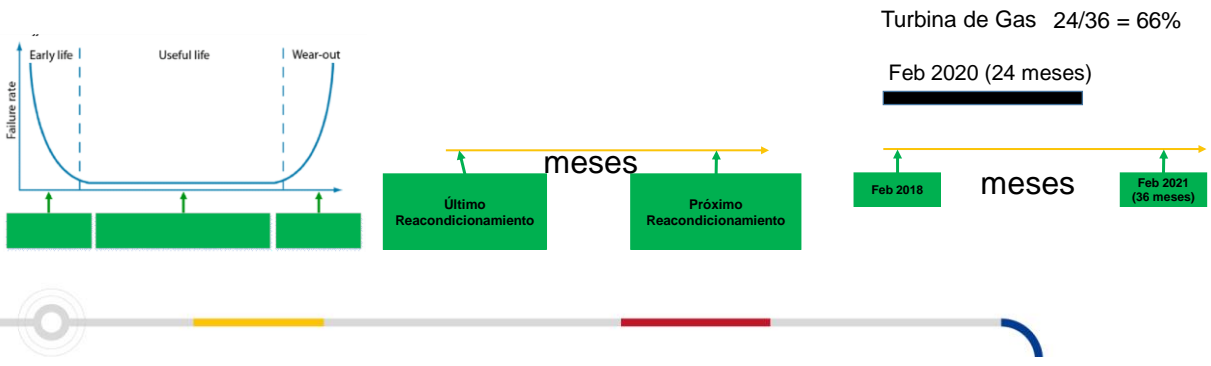 Turbina de Gas 24/36 = 66%
Early life
Useful life
Wear-out
Failure rate
Feb 2020 (24 meses)
meses
Último
Reacondicionamiento
Próximo
Reacondicionamiento
Feb 2018
meses
Feb 2021
(36 meses)